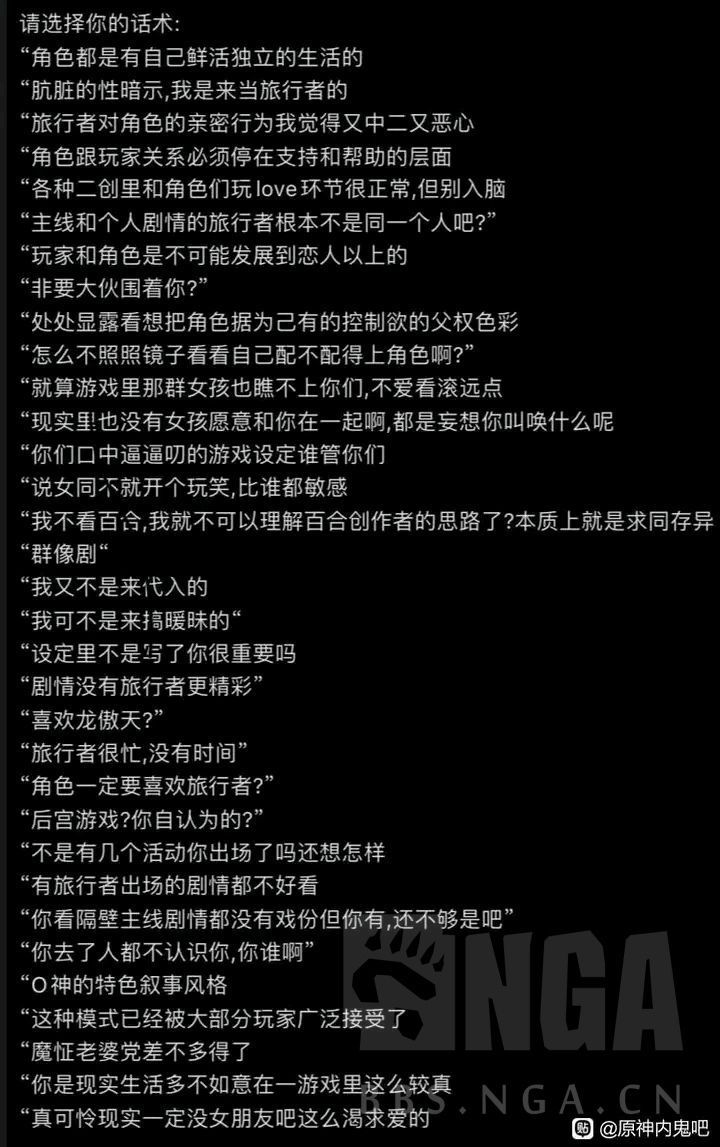 请选择你的话术:
“角色都是有自己鲜活独立的生活的
“肮脏的性暗示,我是来当旅行者的
“旅行者对角色的亲密行为我觉得又中二又恶心
“角色跟玩家关系必须停在支持和帮助的层面
“各种二创里和角色们玩love环节很正常,但别入脑
“主线和个人剧情的旅行者根本不是同一个人吧?”
“玩家和角色是不可能发展到恋人以上的
“非要大伙围着你?”
“处处显露看想把角色据为己有的控制欲的父权色彩
“怎么不照照镜子看看自己配不配得上角色啊?”
“就算游戏里那群女孩也瞧不上你们,不爱看滚远点
“现实里也没有女孩愿意和你在一起啊,都是妄想你叫唤什么呢
“你们口中逼逼叨的游戏设定谁管你们
“说女同不就开个玩笑,比谁都敏感
“我不看百合,我就不可以理解百合创作者的思路了?本质上就是求同存异
“群像剧“
“我又不是来代入的
“我可不是来搞暖昧的“
“设定里不是写了你很重要吗
“剧情没有旅行者更精彩”
“喜欢龙傲天?”
“旅行者很忙,没有时间”
“角色一定要喜欢旅行者?”
“后宫游戏?你自认为的?”
“不是有几个活动你出场了吗还想怎样
“有旅行者出场的剧情都不好看
“你看隔壁主线剧情都没有戏份但你有,还不够是吧”
“你去了人都不认识你,你谁啊”
“O神的特色叙事风格
“这种模式已经被大部分玩家广泛接受了
“魔怔老婆党差不多得了
“你是现实生活多不如意在一游戏里这么较真
“真可怜现实一定没女朋友吧这么渴求爱的
NGA
BBS.NGA.CN
贴 @原神内鬼吧